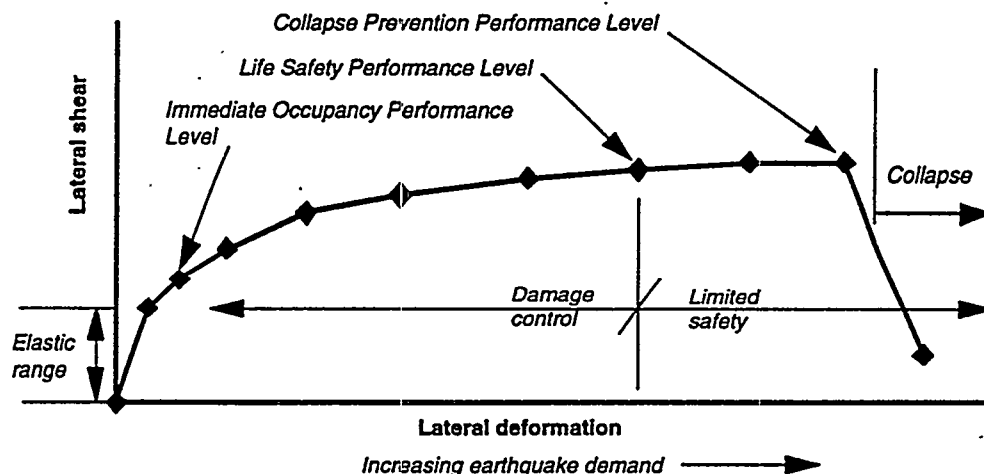 Collapse Prevention Performance Level
Life Safety Performance Level
Immediate Occupancy Performance
Level
Lateral shear
Collapse
Damage
control
Limited
safety
Elastic
range
Lateral deformation
Increasing earthquake demand